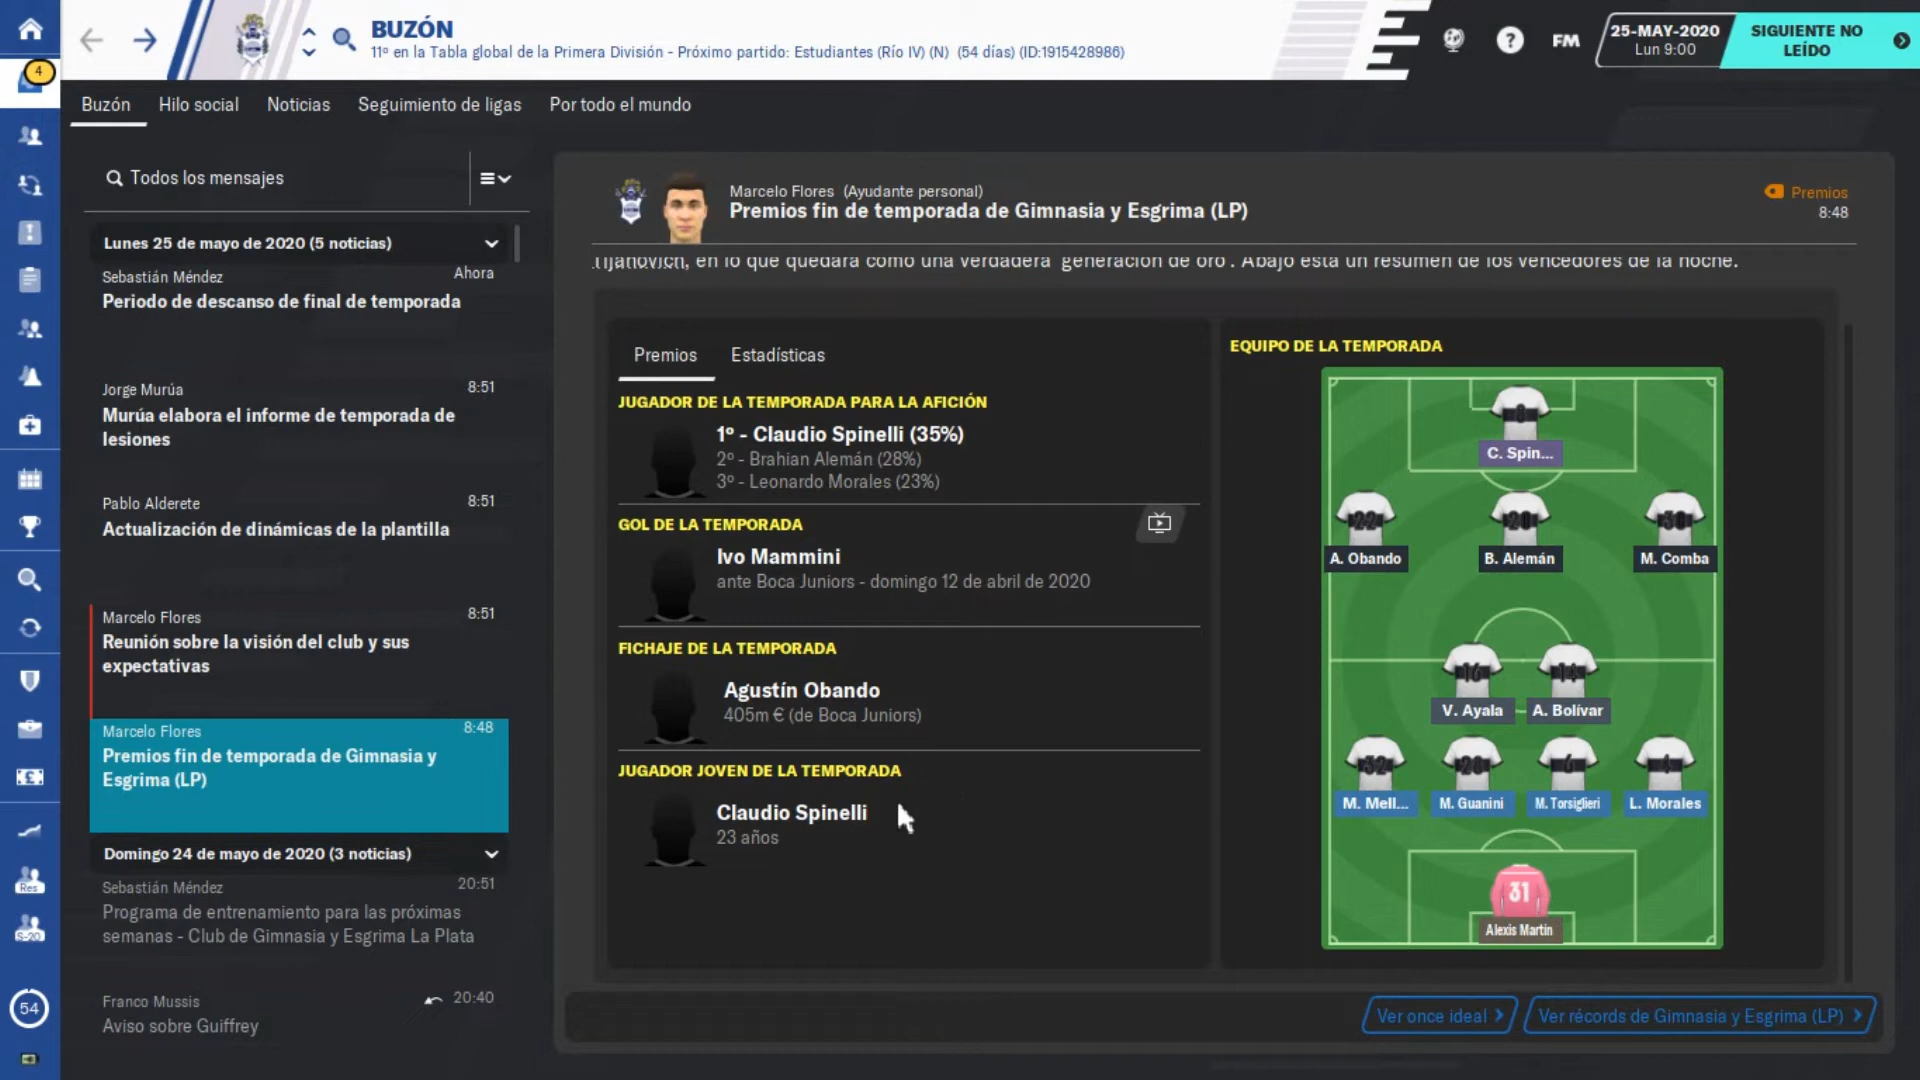 BUZÓN
11º en la Tabla global de la Primera División - Próximo partido: Estudiantes (Río IV) (N) (54 días) (ID:1915428986)
FM
25-MAY-2020
Lun 9:00
SIGUIENTE NO
LEÍDO
4
Buzón
Hilo social
Noticias
Seguimiento de ligas
Por todo el mundo
Todos los mensajes
Lunes 25 de mayo de 2020 (5 noticias)
Sebastián Méndez
Ahora
Periodo de descanso de final de temporada
Jorge Murúa
8:51
Murúa elabora el informe de temporada de
lesiones
Pablo Alderete
8:51
Actualización de dinámicas de la plantilla
Marcelo Flores
8:51
Reunión sobre la visión del club y sus
expectativas
Marcelo Flores
8:48
Premios fin de temporada de Gimnasia y
Esgrima (LP)
Domingo 24 de mayo de 2020 (3 noticias)
Sebastián Méndez
20:51
Programa de entrenamiento para las próximas
semanas - Club de Gimnasia y Esgrima La Plata
Franco Mussis
20:40
Aviso sobre Guiffrey
Res
S-20
54
Marcelo Flores (Ayudante personal)
Premios fin de temporada de Gimnasia y Esgrima (LP)
Premios
8:48
en lo que quedará como una verdadera 'generación de oro'. Abajo está un resumen de los vencedores de la noche.
Premios
Estadísticas
JUGADOR DE LA TEMPORADA PARA LA AFICIÓN
1º - Claudio Spinelli (35%)
2º - Brahian Alemán (28%)
3º - Leonardo Morales (23%)
GOL DE LA TEMPORADA
Ivo Mammini
ante Boca Juniors - domingo 12 de abril de 2020
FICHAJE DE LA TEMPORADA
Agustín Obando
405m € (de Boca Juniors)
JUGADOR JOVEN DE LA TEMPORADA
Claudio Spinelli
23 años
EQUIPO DE LA TEMPORADA
8
C. Spin...
22
20
30
A. Obando
B. Alemán
M. Comba
16
14
V. Ayala
A. Bolívar
32
28
6
4
M. Mell...
M. Guanini
M. Torsiglieri
L. Morales
31
Alexis Martín
Ver once ideal
Ver récords de Gimnasia y Esgrima (LP)